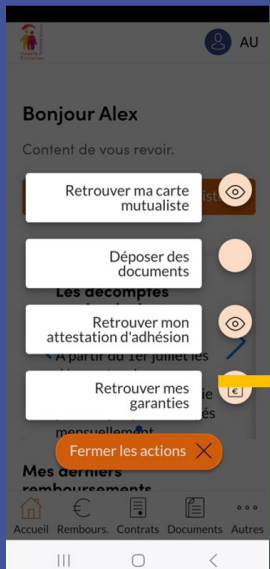 AU
Bonjour Alex
Content de vous revoir.
Retrouver ma carte
mutualiste
Déposer des
documents
Les décomptes
Retrouver mon
attestation d'adhésion
A partir du 1er juillet les
Retrouver mes
garanties
mensuellement
Fermer les actions
Mes derniers
remboursements
Accueil Rembours. Contrats Documents Autres